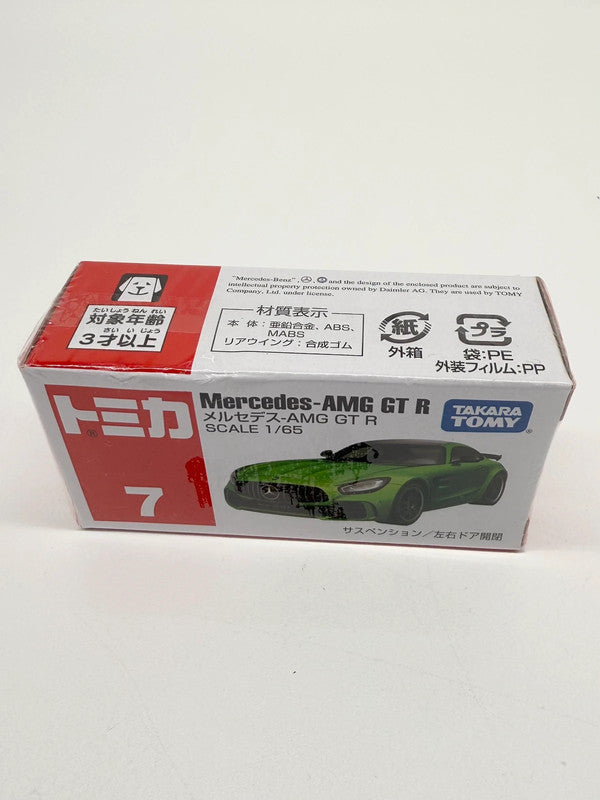 たいしょうねんれい
対象年齢
さい いじょう
3才以上
"Mercedes-Benz", and the design of the enclosed product are subject to
intellectual property protection owned by Daimler AG. They are used by TOMY
Company, Ltd. under license.
材質表示
本体:亜鉛合金、ABS、
MABS
リアウイング:合成ゴム
紙
外箱
プラ
袋:PE
外装フィルム:PP
トミカ
®
7
Mercedes-AMG GT R
メルセデス-AMG GT R
SCALE 1/65
TAKARA
TOMY
®
サスペンション/左右ドア開閉